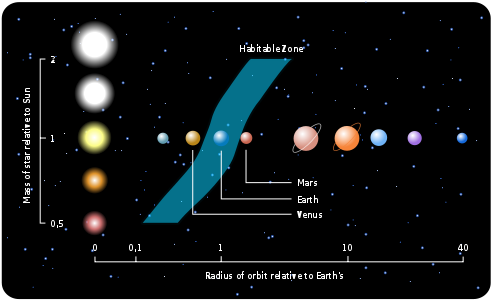 Habitable Zone
2
Mass of star relative to Sun
1
Mars
Earth
Venus
0,5
0 0,1 1 10 40
Radius of orbit relative to Earth's